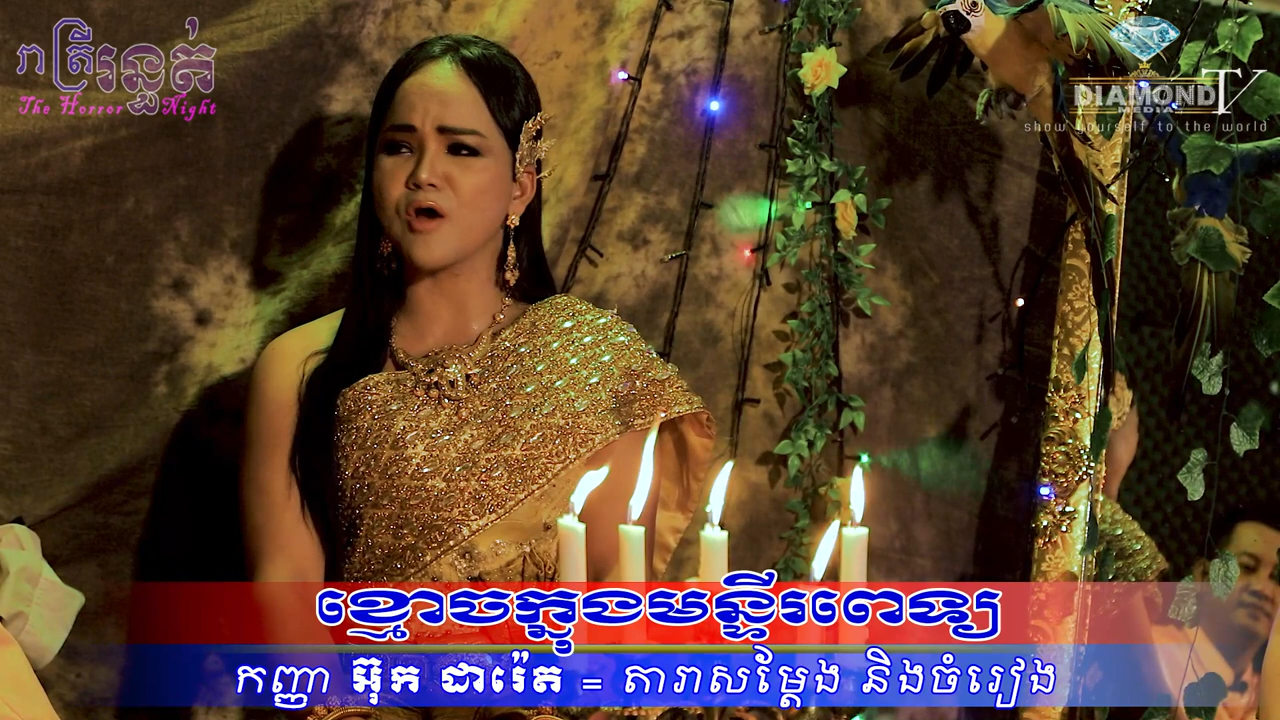 រាត្រីរន្ធត់
The Horror Night
DIAMOND TV
MEDIA
show yourself to the world
ខ្មោចក្នុងមន្ទីរពេទ្យ
កញ្ញា អ៊ុក ដារ៉េត = តារាសម្តែង និងចំរៀង